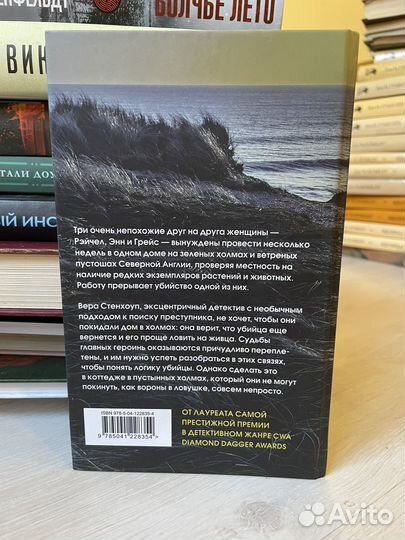 ВОЛЧЬЕ ЛЕТО
ВИК
ТАЛИ ДОУ
ЫЙ ИНС
Три очень непохожие друг на друга женщины —
Рэйчел, Энн и Грейс — вынуждены провести несколько
недель в одном доме на зеленых холмах и ветреных
пустошах Северной Англии, проверяя местность на
наличие редких экземпляров растений и животных.
Работу прерывает убийство одной из них.
Вера Стенхоуп, эксцентричный детектив с необычным
подходом к поиску преступника, не хочет, чтобы они
покидали дом в холмах: она верит, что убийца еще
вернется и его проще ловить на живца. Судьбы
главных героинь оказываются причудливо перепле-
тены, и им нужно успеть разобраться в этих связях,
чтобы понять логику убийцы. Однако сделать это
в коттедже в пустынных холмах, который они не могут
покинуть, как вороны в ловушке, совсем непросто.
ISBN 978-5-04-122835-4
9 785041 228354 >
ОТ ЛАУРЕАТА САМОЙ
ПРЕСТИЖНОЙ ПРЕМИИ
В ДЕТЕКТИВНОМ ЖАНРЕ CWA
DIAMOND DAGGER AWARDS
Avito